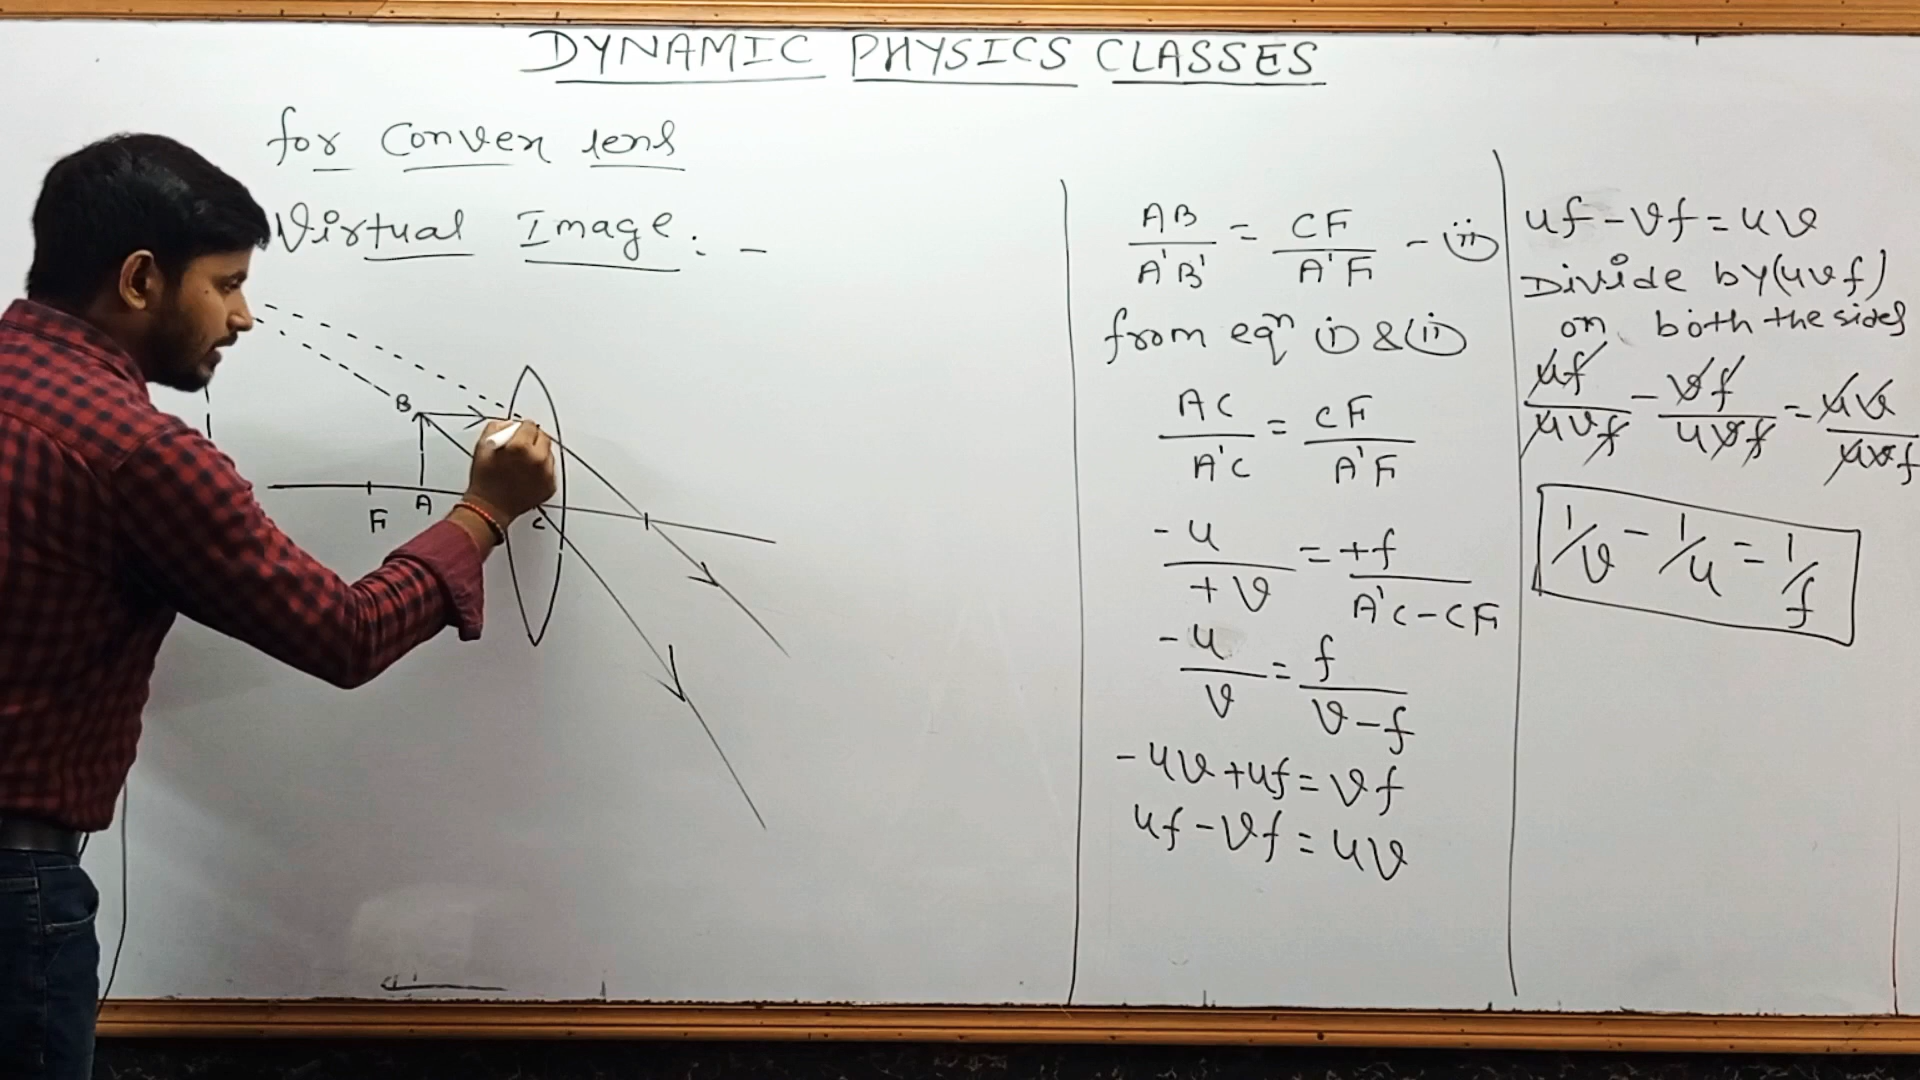 DYNAMIC PHYSICS CLASSES
for Convex lens
Virtual Image : -
B
F A
C
AB/A'B' = CF/A'F - (ii)
from eqn (i) & (ii)
AC/A'C = CF/A'F
-u/+v = +f/A'C-CF
-u/v = f/v-f
-uv+uf=vf
uf-vf=uv
uf-vf=uv
Divide by (uvf)
on both the sides
uf/uvf - vf/uvf = uv/uvf
1/v - 1/u = 1/f